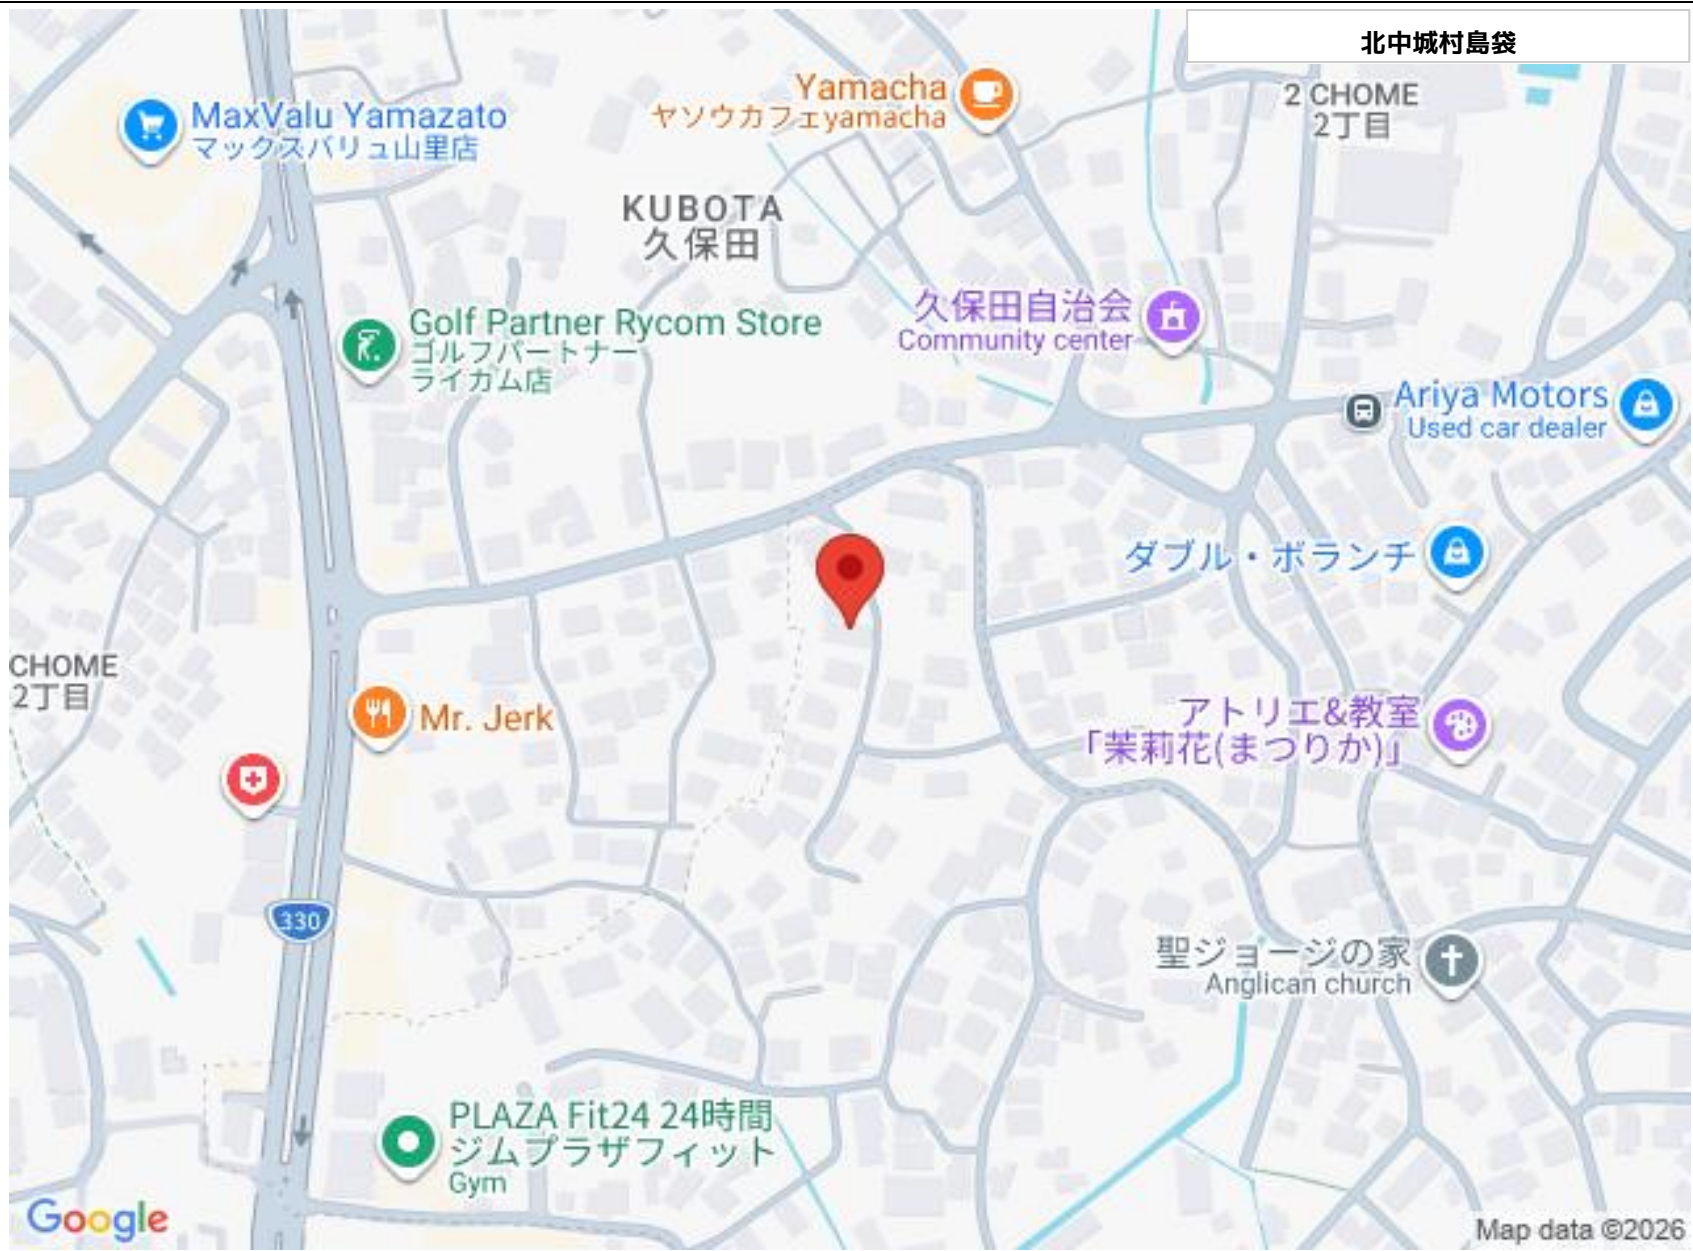 北中城村島袋
Yamacha
ヤソウカフェyamacha
2 CHOME
2丁目
MaxValu Yamazato
マックスバリュ山里店
KUBOTA
久保田
久保田自治会
Community center
Golf Partner Rycom Store
ゴルフパートナー
ライカム店
Ariya Motors
Used car dealer
ダブル・ボランチ
CHOME
2丁目
Mr. Jerk
アトリエ&教室
「茉莉花(まつりか)」
330
聖ジョージの家
Anglican church
PLAZA Fit24 24時間
ジムプラザフィット
Gym
Google
Map data ©2026